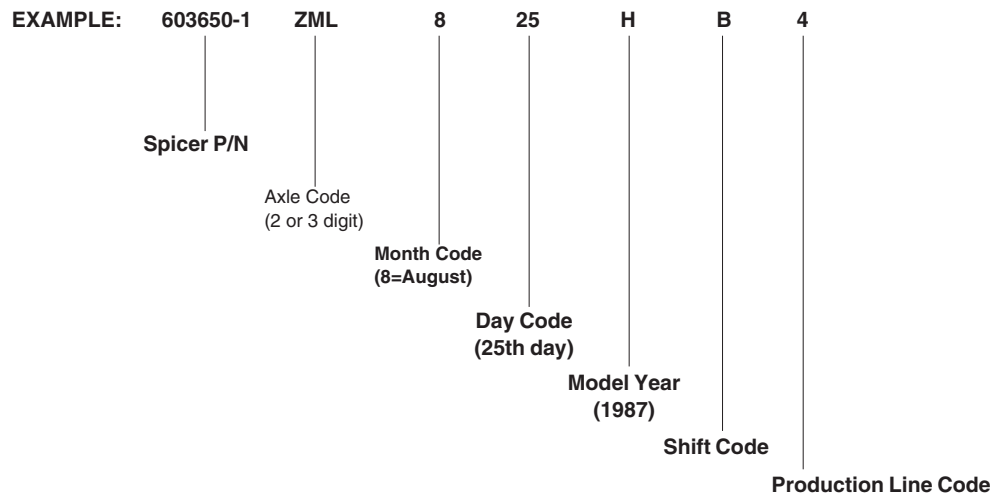 EXAMPLE: 603650-1 ZML 8 25 H B 4
Spicer P/N
Axle Code
(2 or 3 digit)
Month Code
(8=August)
Day Code
(25th day)
Model Year
(1987)
Shift Code
Production Line Code